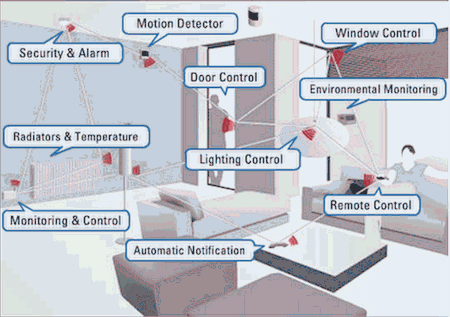 Motion Detector
Window Control
Security & Alarm
Door Control
Environmental Monitoring
Radiators & Temperature
Lighting Control
Remote Control
Monitoring & Control
Automatic Notification